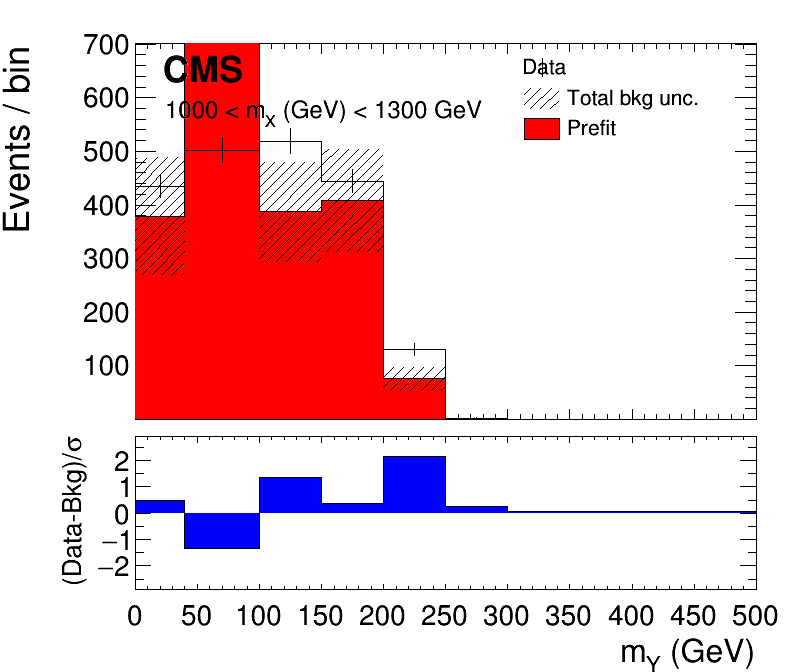 700
600
500
400
300
200
100
Events / bin
CMS
1000 < mX (GeV) < 1300 GeV
Data
Total bkg unc.
Prefit
(Data-Bkg)/σ
2
1
0
−1
−2
0 50 100 150 200 250 300 350 400 450 500
mY (GeV)